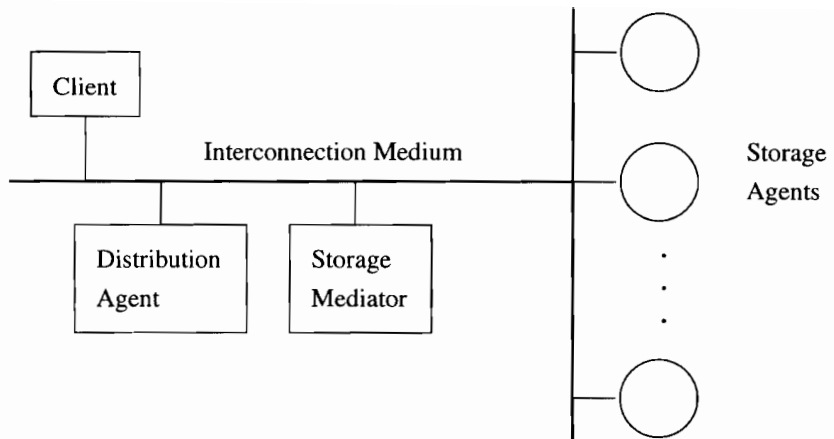 Client
Interconnection Medium
Storage
Agents
Distribution
Agent
Storage
Mediator